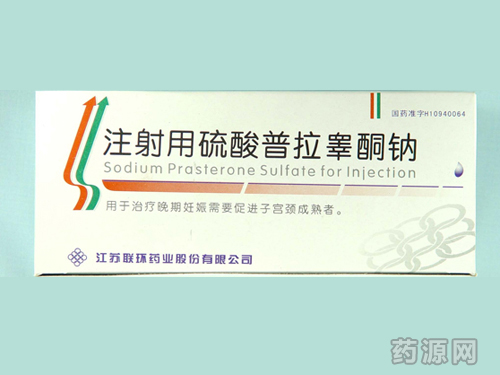 国药准字H10940064
注射用硫酸普拉睾酮钠
Sodium Prasterone Sulfate for Injection
用于治疗晚期妊娠需要促进子宫颈成熟者。
江苏联环药业股份有限公司
药源网